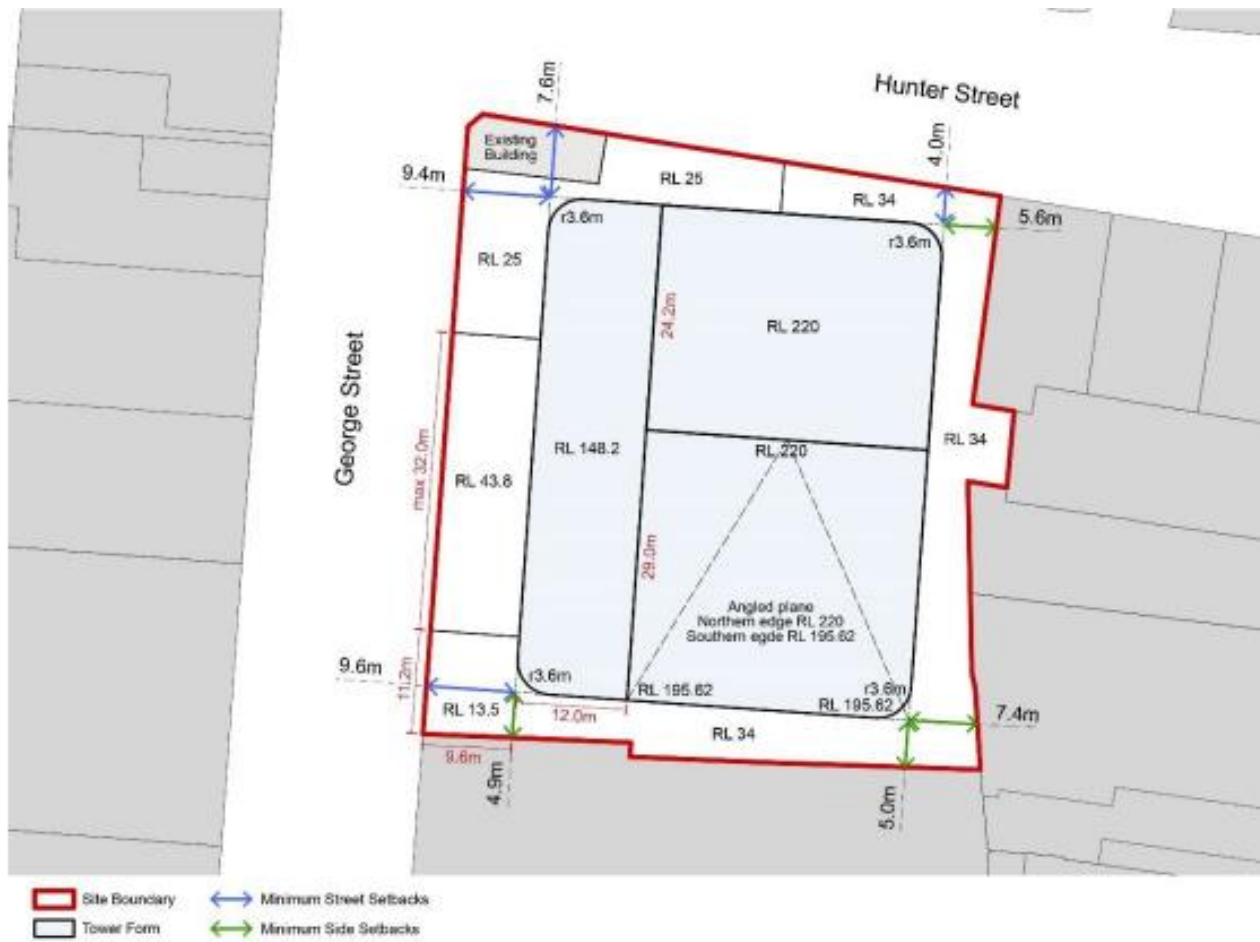 Hunter Street
7.6m
4.0m
Existing
Building
9.4m
RL 25
RL 34
5.6m
r3.6m
r3.6m
RL 25
24.2m
RL 220
George Street
max 32.0m
RL 148.2
RL 220
RL 34
RL 43.8
29.0m
Angled plane
Northern edge RL 220
Southern egde RL 195.62
9.6m
11.2m
r3.6m
RL 195.62
r3.6m
RL 195.62
RL 13.5
12.0m
RL 34
7.4m
9.6m
4.9m
5.0m
Site Boundary
Minimum Street Setbacks
Tower Form
Minimum Side Setbacks